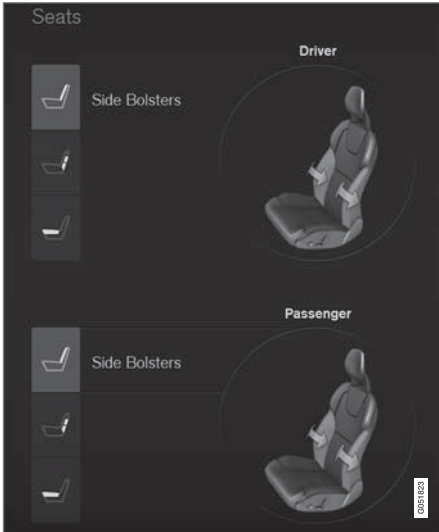 Seats
Driver
Side Bolsters
Passenger
Side Bolsters
G051823